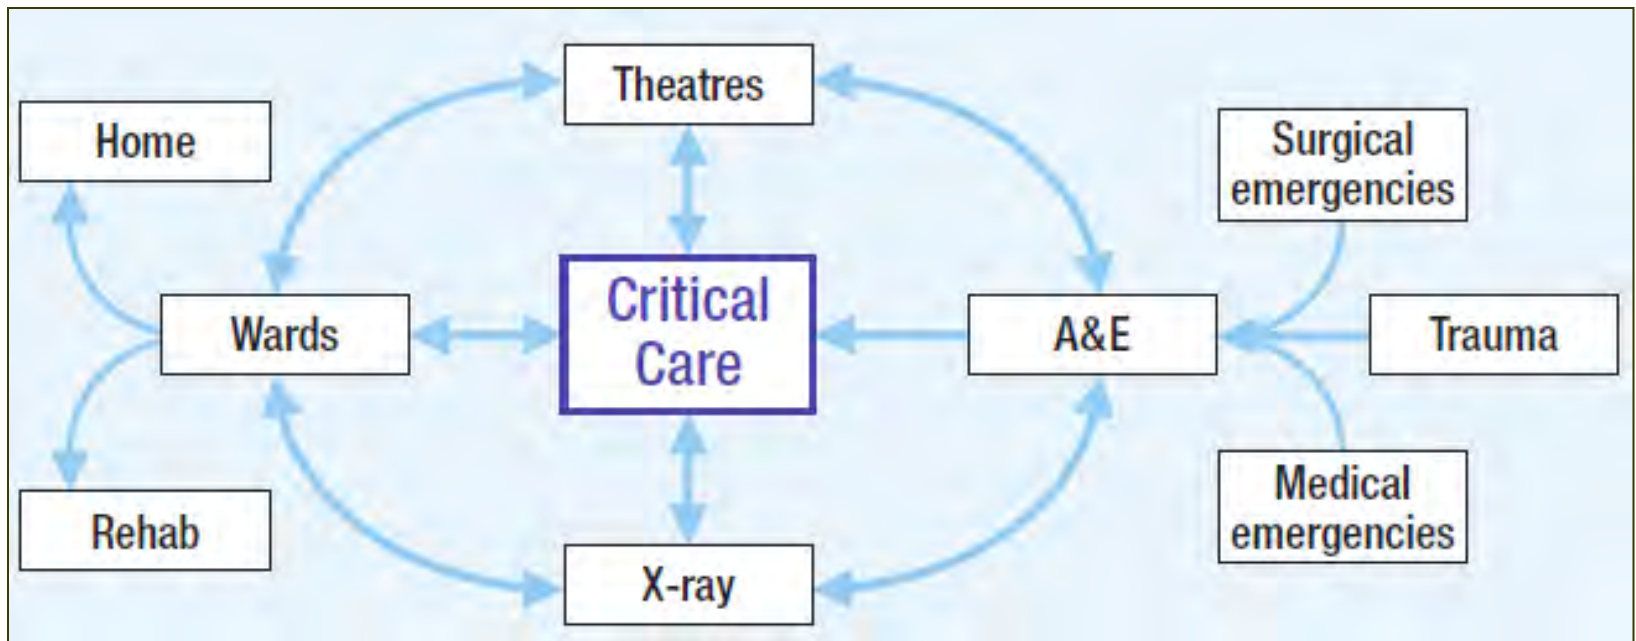 Theatres
Home
Surgical
emergencies
Critical
Care
Wards
A&E
Trauma
Rehab
Medical
emergencies
X-ray